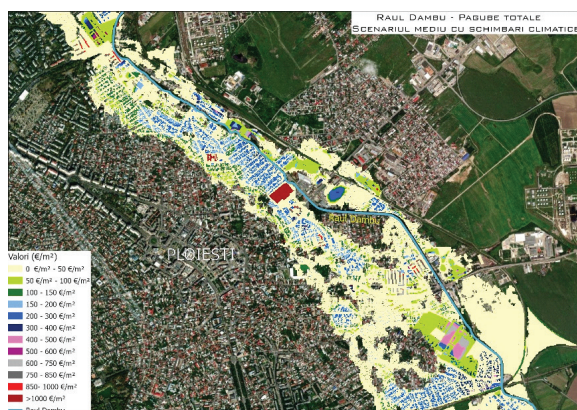 RAUL DAMBU - PAGUBE TOTALE
SCENARIUL MEDIU CU SCHIMBARI CLIMATICE
Raul Dambu
PLOIESTI
Valori (€/m²)
0 €/m² - 50 €/m²
50 €/m² - 100 €/m²
100 - 150 €/m²
150 - 200 €/m²
200 - 300 €/m²
300 - 400 €/m²
400 - 500 €/m²
500 - 600 €/m²
600 - 750 €/m²
750 - 850 €/m²
850- 1000 €/m²
>1000 €/m²
Raul Dambu